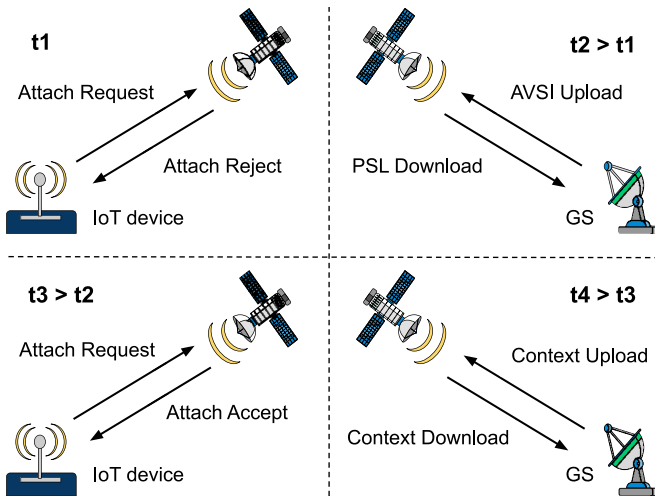 t1
Attach Request
Attach Reject
IoT device
t2 > t1
AVSI Upload
PSL Download
GS
t3 > t2
Attach Request
Attach Accept
IoT device
t4 > t3
Context Upload
Context Download
GS